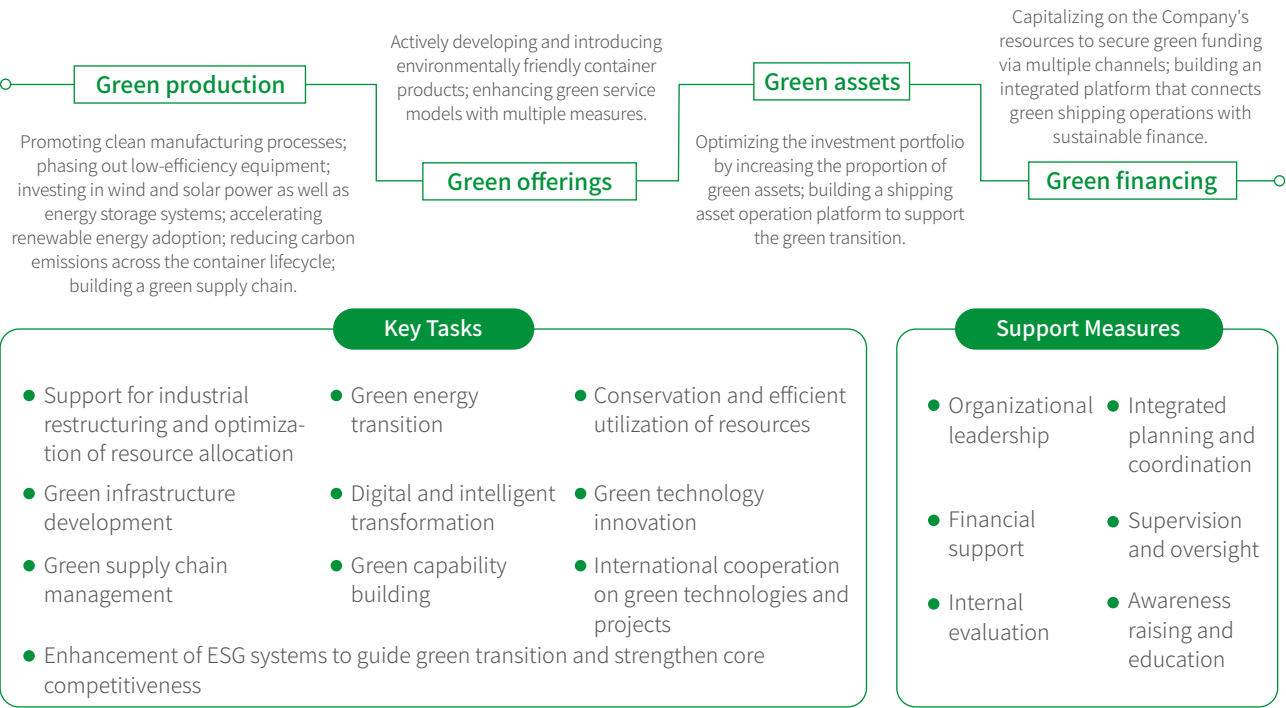 Green production
Promoting clean manufacturing processes;
phasing out low-efficiency equipment;
investing in wind and solar power as well as
energy storage systems; accelerating
renewable energy adoption; reducing carbon
emissions across the container lifecycle;
building a green supply chain.
Actively developing and introducing
environmentally friendly container
products; enhancing green service
models with multiple measures.
Green offerings
Green assets
Optimizing the investment portfolio
by increasing the proportion of
green assets; building a shipping
asset operation platform to support
the green transition.
Capitalizing on the Company's
resources to secure green funding
via multiple channels; building an
integrated platform that connects
green shipping operations with
sustainable finance.
Green financing
Key Tasks
Support for industrial
restructuring and optimiza-
tion of resource allocation
Green energy
transition
Conservation and efficient
utilization of resources
Green infrastructure
development
Digital and intelligent
transformation
Green technology
innovation
Green supply chain
management
Green capability
building
International cooperation
on green technologies and
projects
Enhancement of ESG systems to guide green transition and strengthen core
competitiveness
Support Measures
Organizational
leadership
Integrated
planning and
coordination
Financial
support
Supervision
and oversight
Internal
evaluation
Awareness
raising and
education